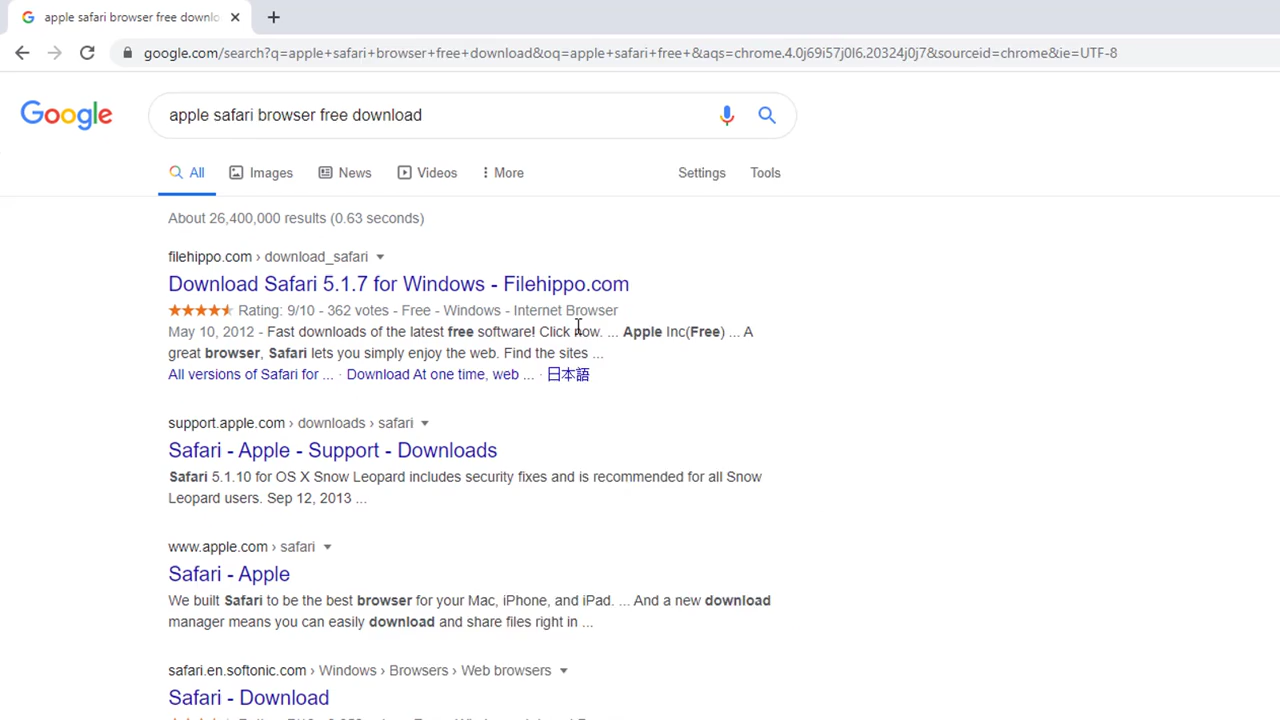 apple safari browser free downlo
google.com/search?q=apple+safari+browser+free+download&oq=apple+safari+free+&aqs=chrome.4.0j69i57j0l6.20324j0j7&sourceid=chrome&ie=UTF-8
Google
apple safari browser free download
All Images News Videos More Settings Tools
About 26,400,000 results (0.63 seconds)
filehippo.com › download_safari
Download Safari 5.1.7 for Windows - Filehippo.com
Rating: 9/10 - 362 votes - Free - Windows - Internet Browser
May 10, 2012 - Fast downloads of the latest free software! Click now. ... Apple Inc(Free) ... A
great browser, Safari lets you simply enjoy the web. Find the sites ...
All versions of Safari for ... · Download At one time, web ... · 日本語
support.apple.com › downloads › safari
Safari - Apple - Support - Downloads
Safari 5.1.10 for OS X Snow Leopard includes security fixes and is recommended for all Snow
Leopard users. Sep 12, 2013 ...
www.apple.com › safari
Safari - Apple
We built Safari to be the best browser for your Mac, iPhone, and iPad. ... And a new download
manager means you can easily download and share files right in ...
safari.en.softonic.com › Windows › Browsers › Web browsers
Safari - Download